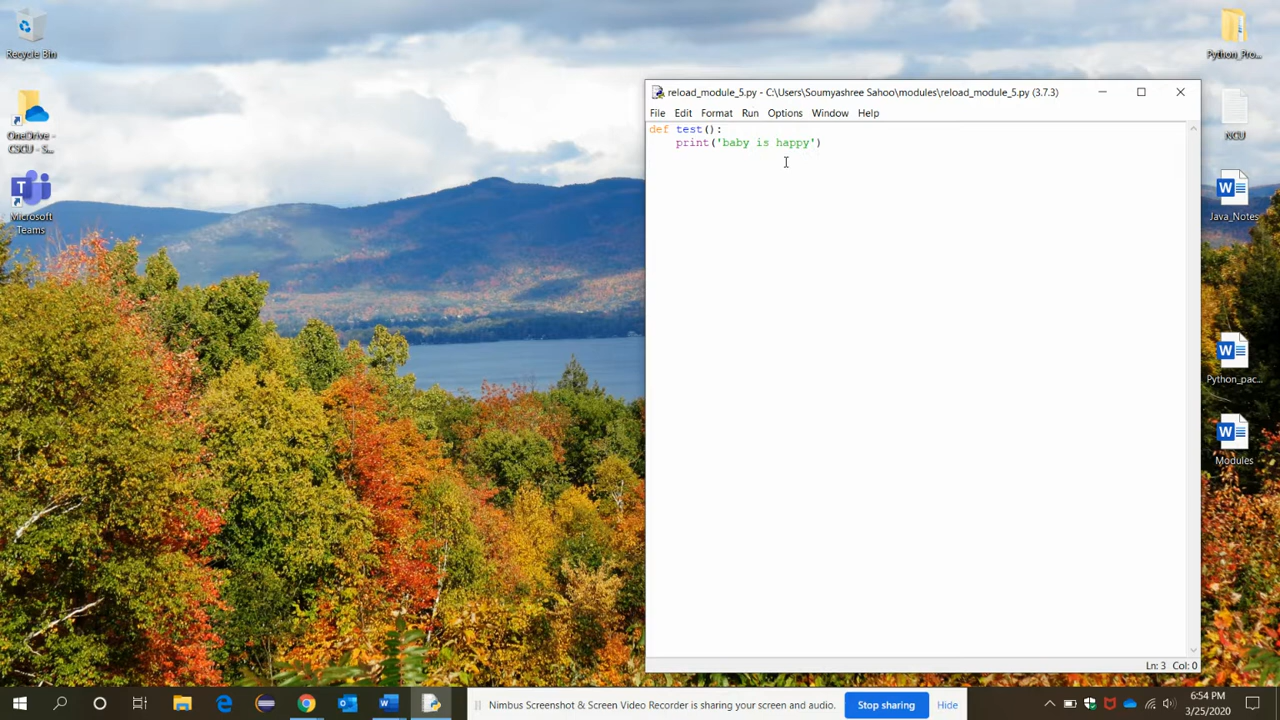 Recycle Bin
OneDrive -
CSCU - S...
Microsoft
Teams
reload_module_5.py - C:\Users\Soumyashree Sahoo\modules\reload_module_5.py (3.7.3)
File Edit Format Run Options Window Help
def test():
print('baby is happy')
Ln: 3 Col: 0
Python_Pro...
NCU
Java_Notes
Python_pac...
Modules
Nimbus Screenshot & Screen Video Recorder is sharing your screen and audio.
Stop sharing
Hide
6:54 PM
3/25/2020